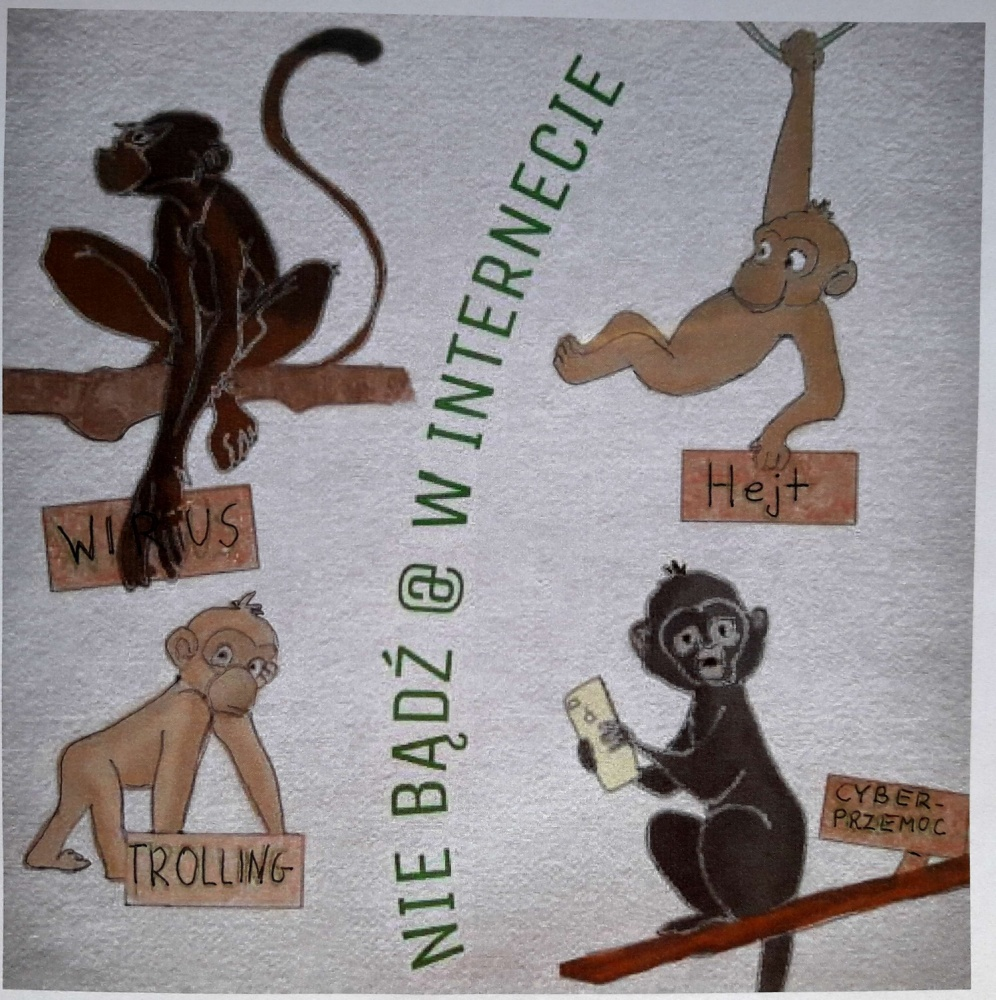 NIE BĄDŹ @ W INTERNECIE
WIRUS
Hejt
TROLLING
CYBER-
PRZEMOC